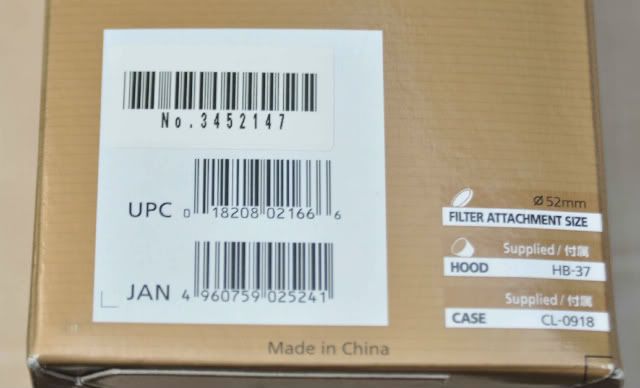 No.3452147
UPC 0 18208 02166 6
JAN 4 960759 025241
Ø52mm
FILTER ATTACHMENT SIZE
Supplied/付属
HOOD HB-37
Supplied/付属
CASE CL-0918
Made in China